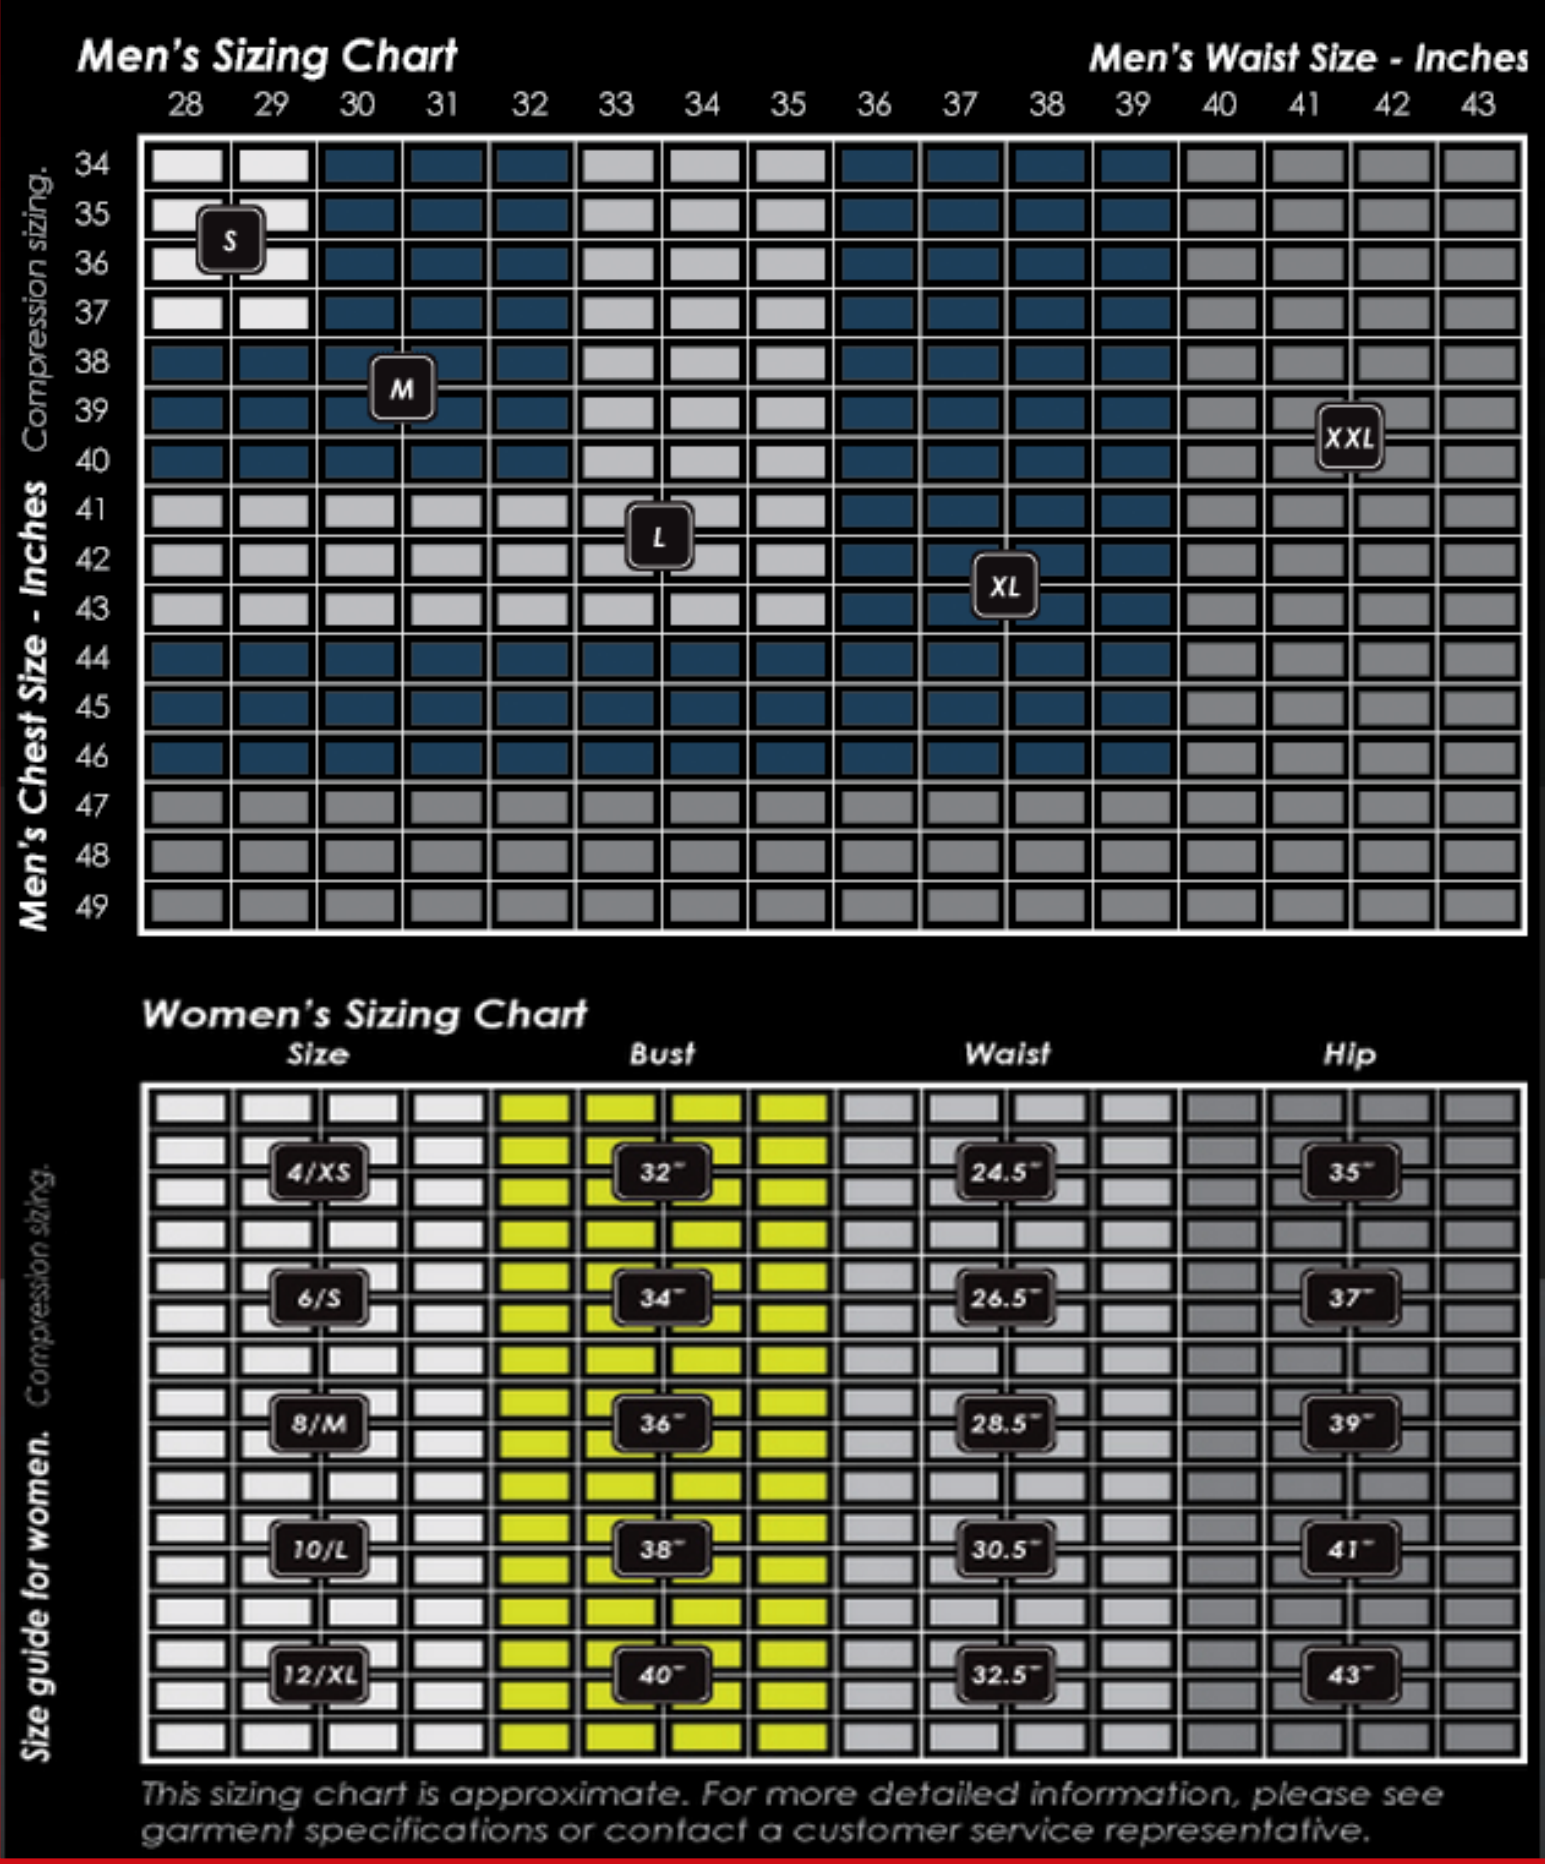 Men's Sizing Chart
Men's Waist Size - Inches
28 29 30 31 32 33 34 35 36 37 38 39 40 41 42 43
Men's Chest Size - Inches Compression sizing.
34
35
S
36
37
38
M
39
XXL
40
41
L
42
XL
43
44
45
46
47
48
49
Women's Sizing Chart
Size Bust Waist Hip
Size guide for women. Compression sizing.
4/XS 32" 24.5" 35"
6/S 34" 26.5" 37"
8/M 36" 28.5" 39"
10/L 38" 30.5" 41"
12/XL 40" 32.5" 43"
This sizing chart is approximate. For more detailed information, please see
garment specifications or contact a customer service representative.